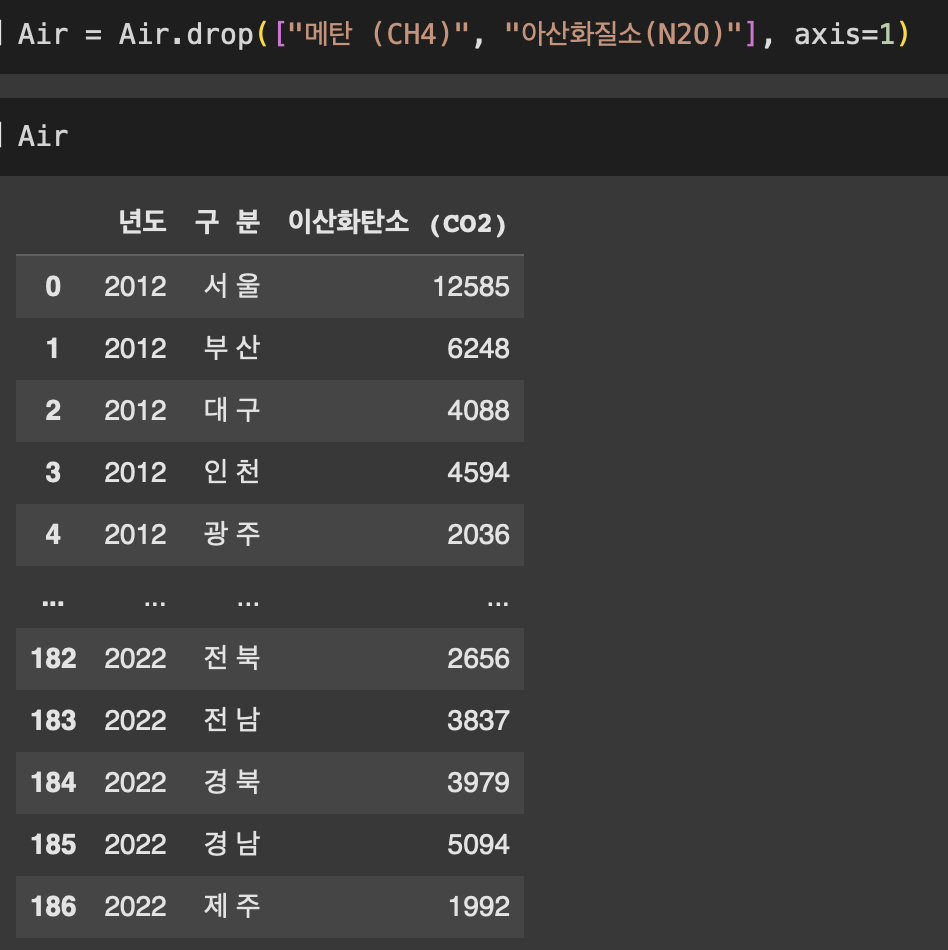 Air = Air.drop(["메탄 (CH4)", "아산화질소(N2O)"], axis=1)
Air
년도 구 분 이산화탄소 (CO2)
0 2012 서 울 12585
1 2012 부 산 6248
2 2012 대 구 4088
3 2012 인 천 4594
4 2012 광 주 2036
... ... ... ...
182 2022 전 북 2656
183 2022 전 남 3837
184 2022 경 북 3979
185 2022 경 남 5094
186 2022 제 주 1992